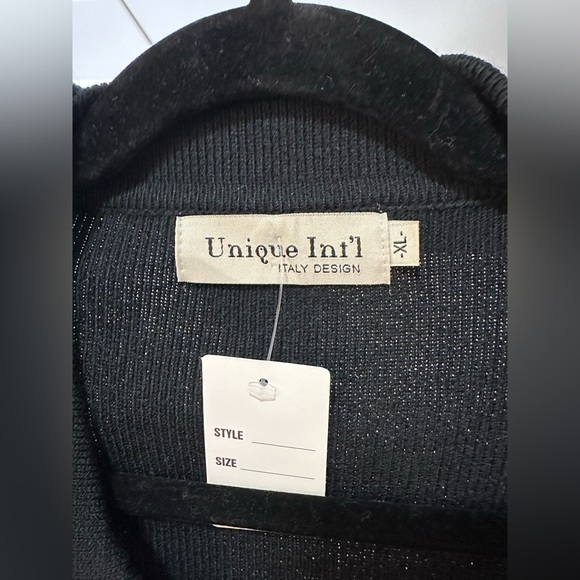 Unique Int'l
ITALY DESIGN
-XL-
STYLE
SIZE